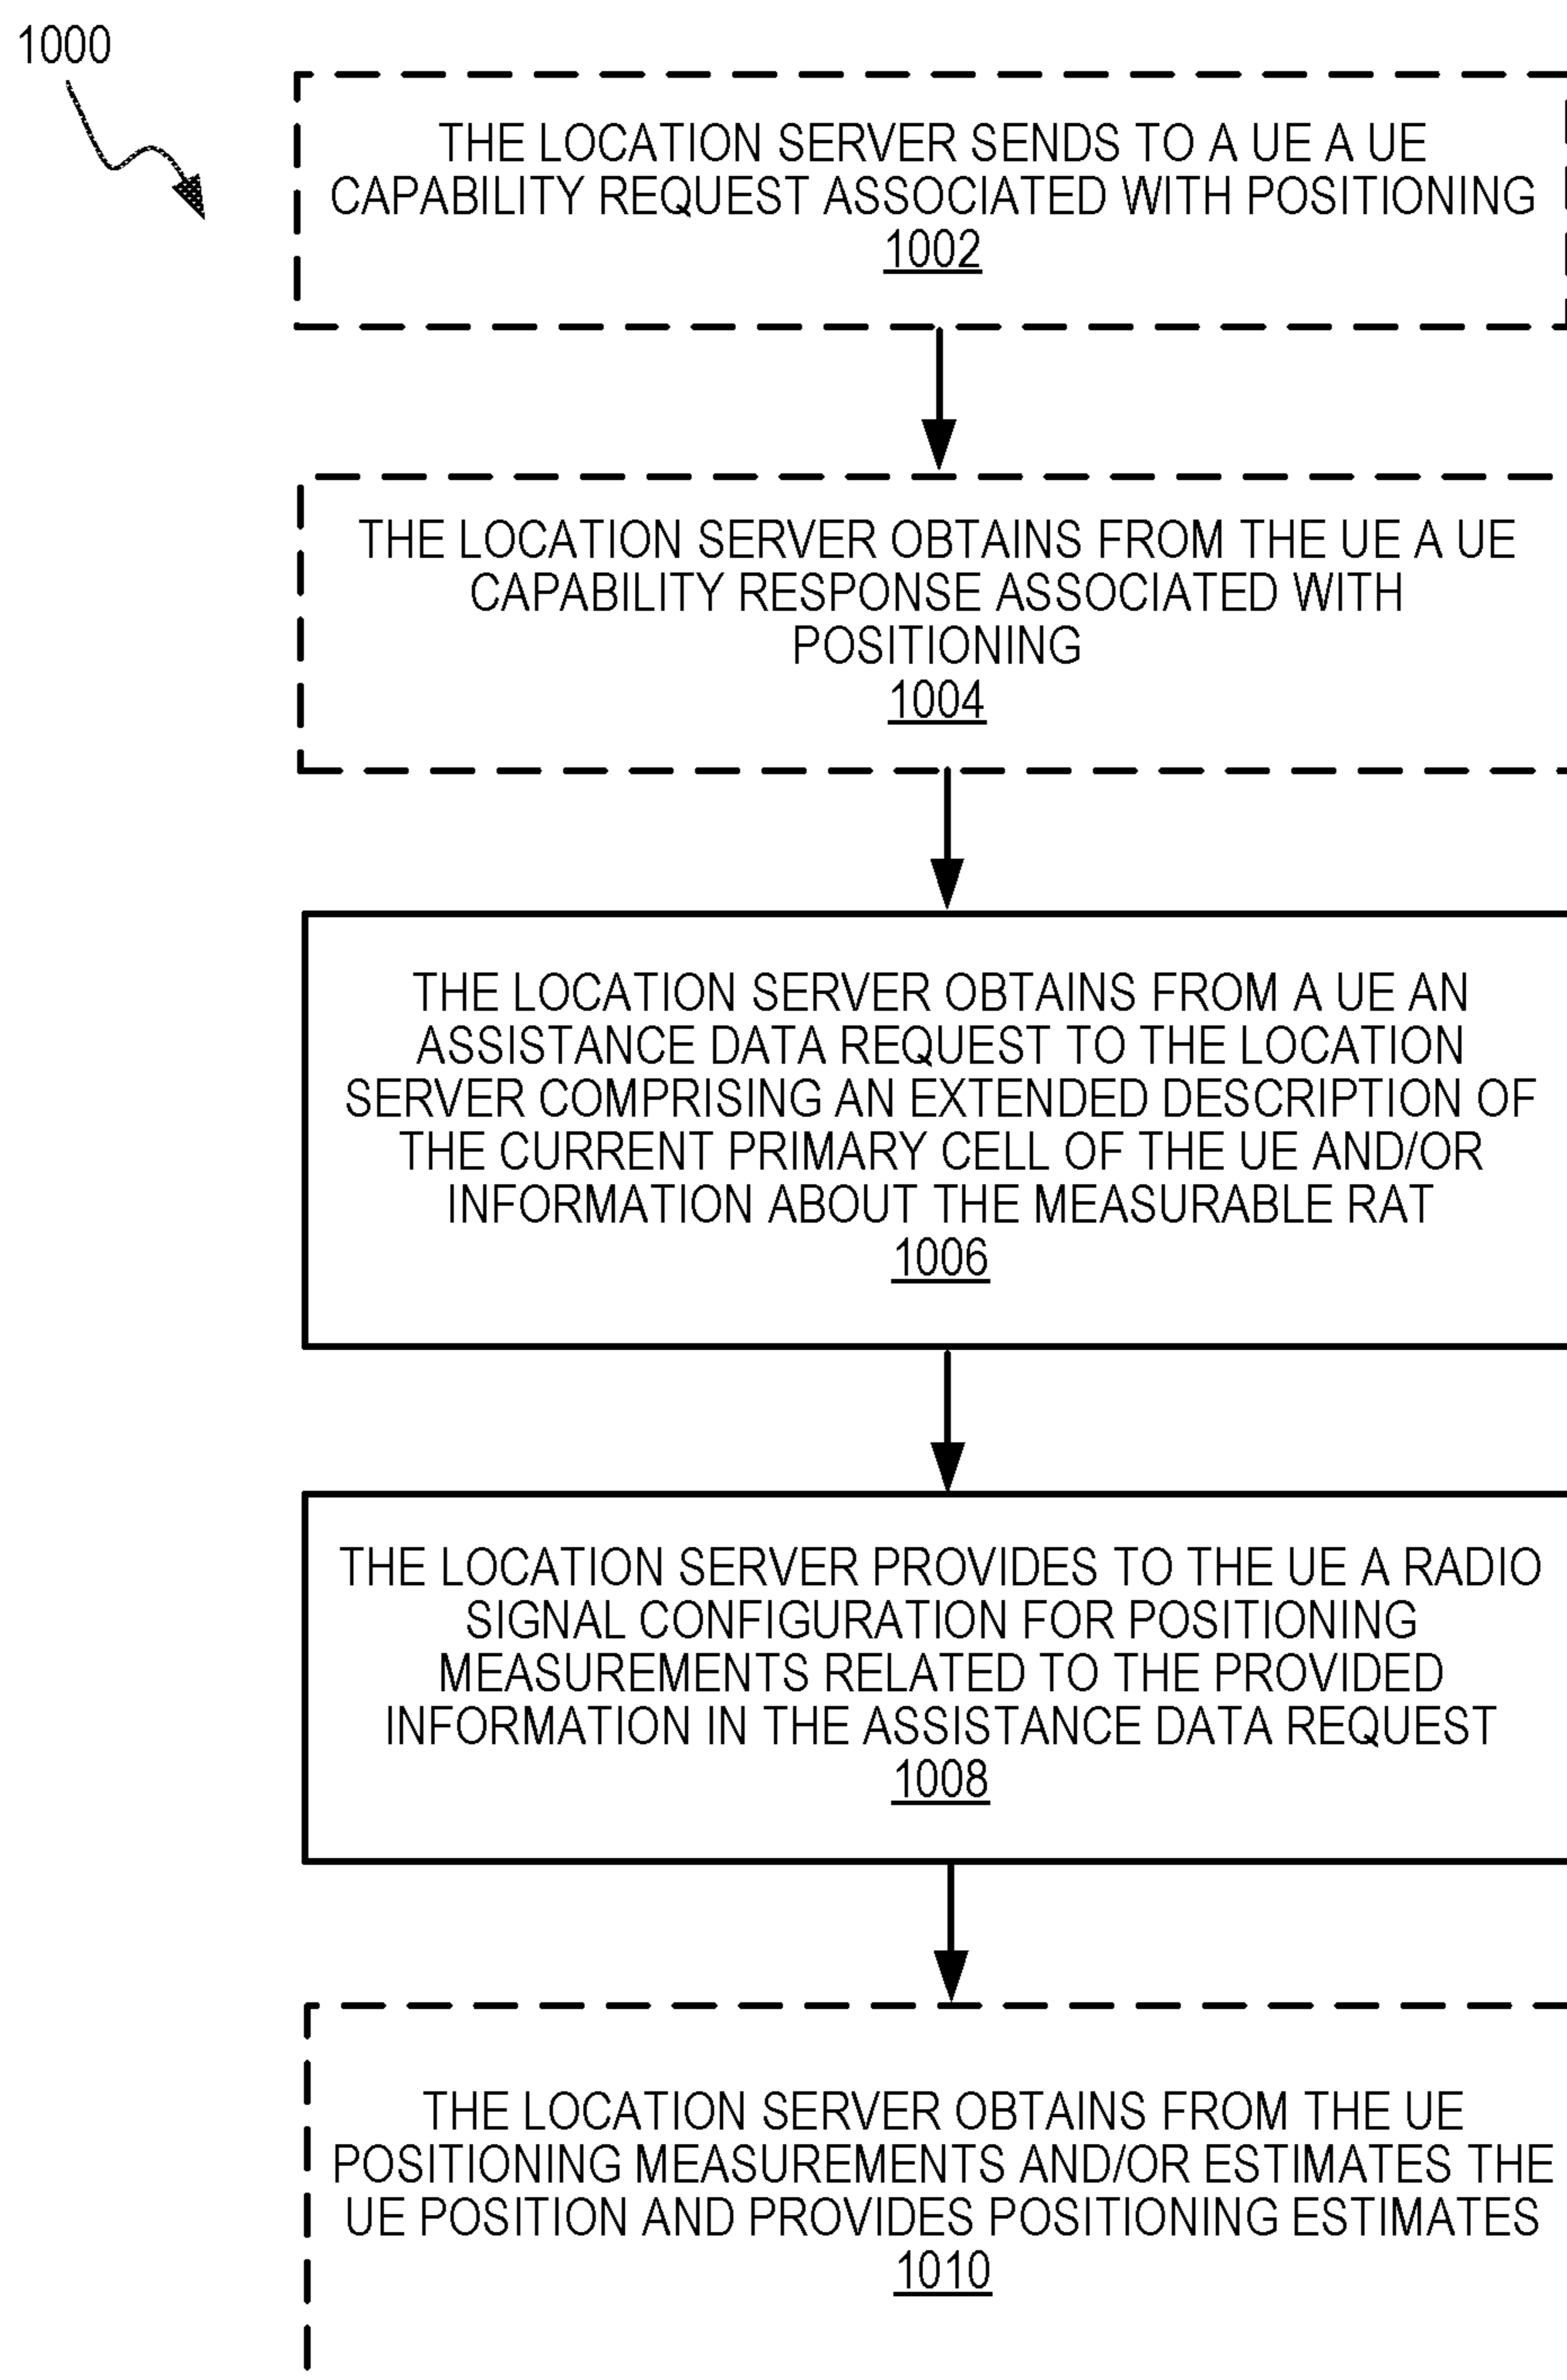 1000
THE LOCATION SERVER SENDS TO A UE A UE
CAPABILITY REQUEST ASSOCIATED WITH POSITIONING
1002
THE LOCATION SERVER OBTAINS FROM THE UE A UE
CAPABILITY RESPONSE ASSOCIATED WITH
POSITIONING
1004
THE LOCATION SERVER OBTAINS FROM A UE AN
ASSISTANCE DATA REQUEST TO THE LOCATION
SERVER COMPRISING AN EXTENDED DESCRIPTION OF
THE CURRENT PRIMARY CELL OF THE UE AND/OR
INFORMATION ABOUT THE MEASURABLE RAT
1006
THE LOCATION SERVER PROVIDES TO THE UE A RADIO
SIGNAL CONFIGURATION FOR POSITIONING
MEASUREMENTS RELATED TO THE PROVIDED
INFORMATION IN THE ASSISTANCE DATA REQUEST
1008
THE LOCATION SERVER OBTAINS FROM THE UE
POSITIONING MEASUREMENTS AND/OR ESTIMATES THE
UE POSITION AND PROVIDES POSITIONING ESTIMATES
1010